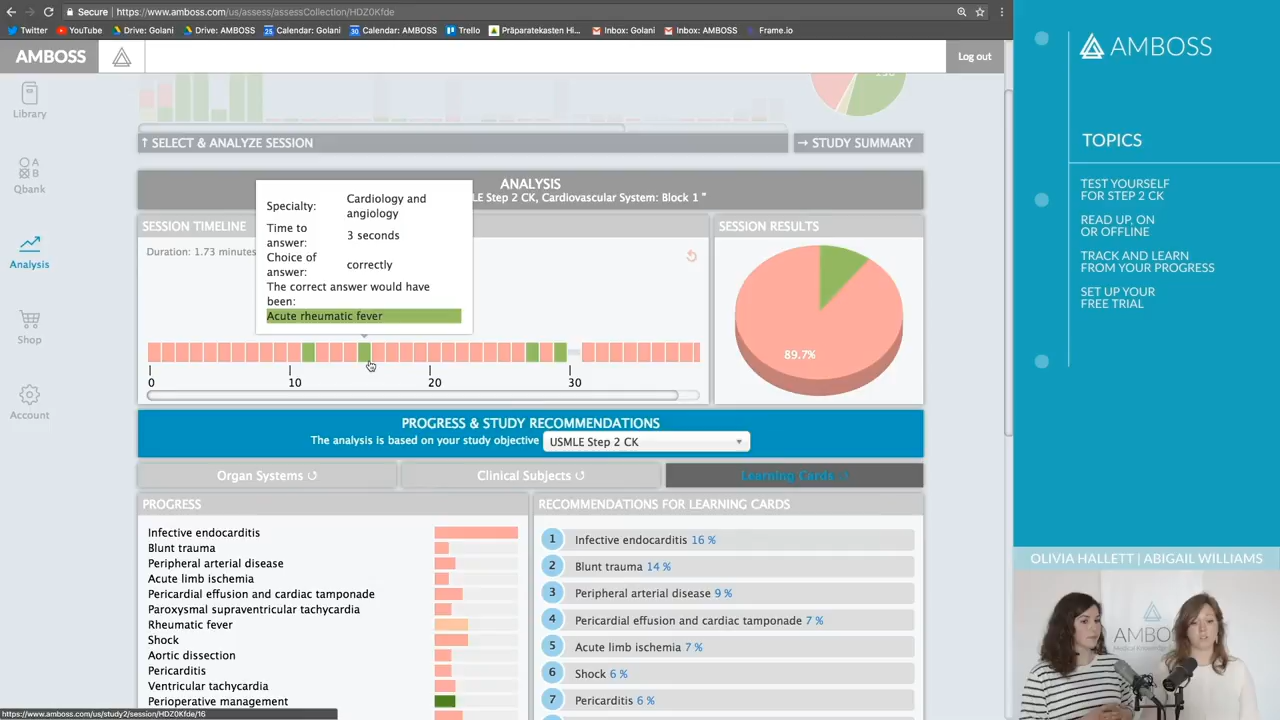 Secure | https://www.amboss.com/us/assess/assessCollection/HDZ0Kfde
Twitter YouTube Drive: Golani Drive: AMBOSS Calendar: Golani Calendar: AMBOSS Trello Präparatekasten Hi... Inbox: Golani Inbox: AMBOSS Frame.io
AMBOSS
Log out
Library
Qbank
Analysis
Shop
Account
↑ SELECT & ANALYZE SESSION
→ STUDY SUMMARY
ANALYSIS
LE Step 2 CK, Cardiovascular System: Block 1 "
SESSION TIMELINE
Duration: 1.73 minutes
Specialty: Cardiology and angiology
Time to answer: 3 seconds
Choice of answer: correctly
The correct answer would have
been:
Acute rheumatic fever
0 10 20 30
SESSION RESULTS
89.7%
PROGRESS & STUDY RECOMMENDATIONS
The analysis is based on your study objective USMLE Step 2 CK
Organ Systems Clinical Subjects Learning Cards
PROGRESS
Infective endocarditis
Blunt trauma
Peripheral arterial disease
Acute limb ischemia
Pericardial effusion and cardiac tamponade
Paroxysmal supraventricular tachycardia
Rheumatic fever
Shock
Aortic dissection
Pericarditis
Ventricular tachycardia
Perioperative management
RECOMMENDATIONS FOR LEARNING CARDS
1 Infective endocarditis 16 %
2 Blunt trauma 14 %
3 Peripheral arterial disease 9 %
4 Pericardial effusion and cardiac tamponade 7 %
5 Acute limb ischemia 7 %
6 Shock 6 %
7 Pericarditis 6 %
https://www.amboss.com/us/study2/session/HDZ0Kfde/16
AMBOSS
TOPICS
TEST YOURSELF
FOR STEP 2 CK
READ UP, ON
OR OFFLINE
TRACK AND LEARN
FROM YOUR PROGRESS
SET UP YOUR
FREE TRIAL
OLIVIA HALLETT | ABIGAIL WILLIAMS